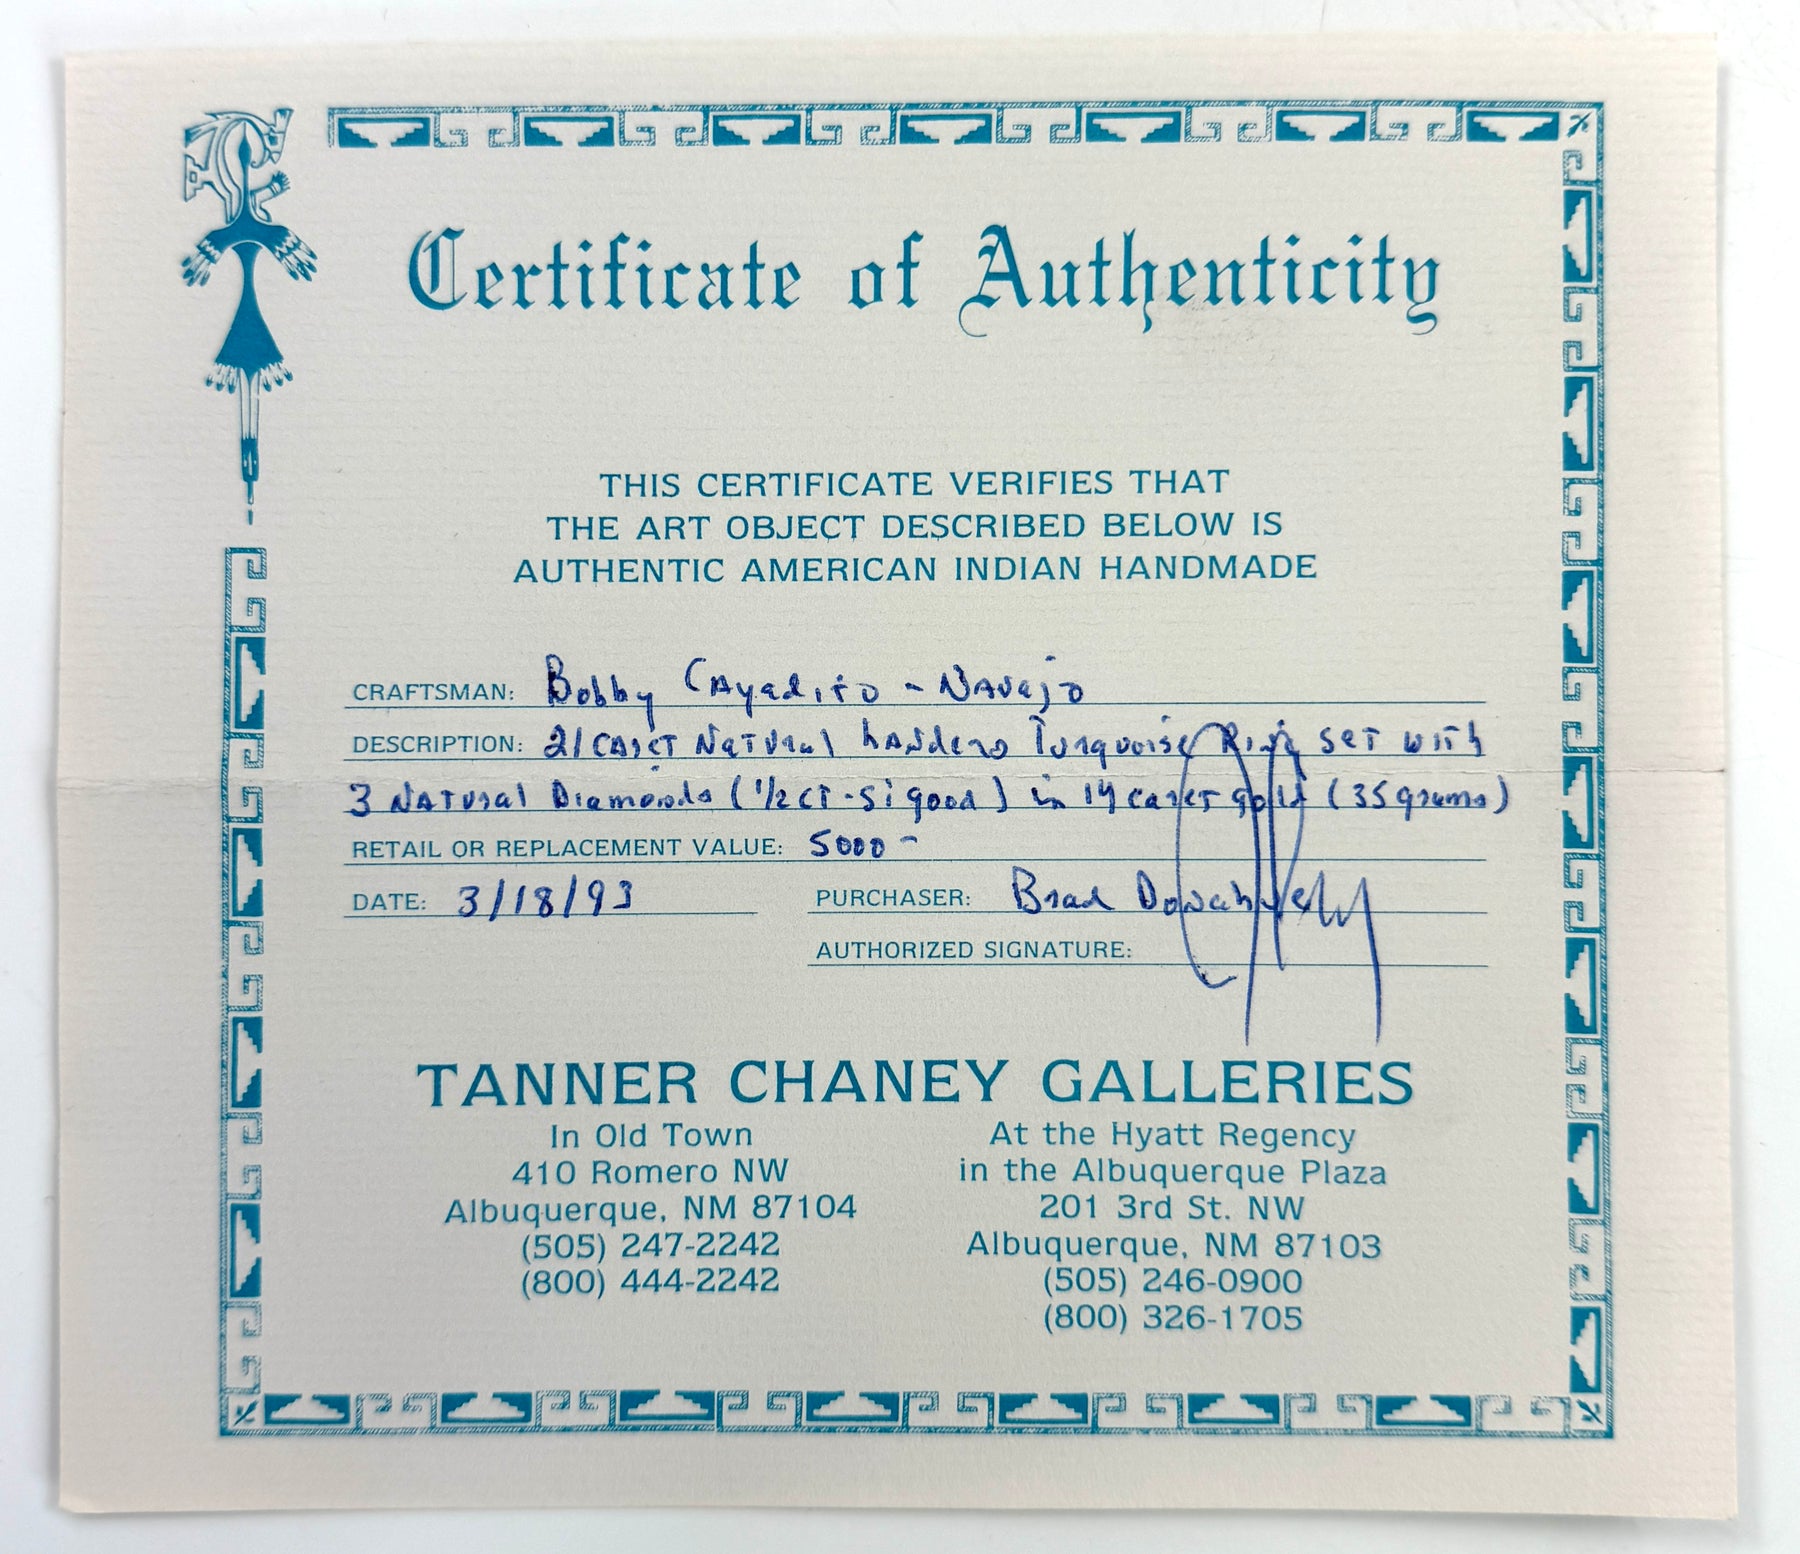 Certificate of Authenticity
THIS CERTIFICATE VERIFIES THAT
THE ART OBJECT DESCRIBED BELOW IS
AUTHENTIC AMERICAN INDIAN HANDMADE
CRAFTSMAN: Bobby Cayadito - Navajo
DESCRIPTION: 21 caret Natural Landero Turquoise Ring set with
3 Natural Diamonds (1/2 ct - Si good) in 14 caret gold (35 grams)
RETAIL OR REPLACEMENT VALUE: 5000 -
DATE: 3/18/93 PURCHASER: Brad
AUTHORIZED SIGNATURE:
TANNER CHANEY GALLERIES
In Old Town
410 Romero NW
Albuquerque, NM 87104
(505) 247-2242
(800) 444-2242
At the Hyatt Regency
in the Albuquerque Plaza
201 3rd St. NW
Albuquerque, NM 87103
(505) 246-0900
(800) 326-1705